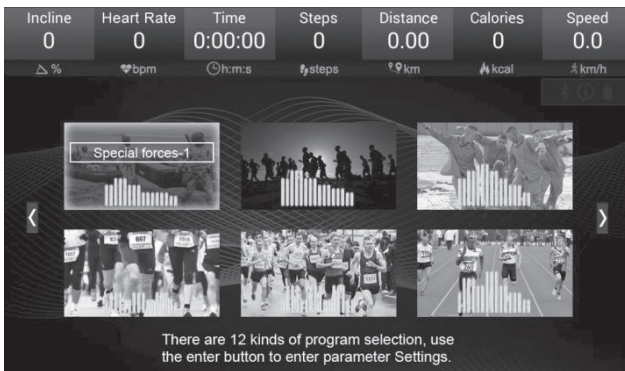 Incline Heart Rate Time Steps Distance Calories Speed
0 0 0:00:00 0 0.00 0 0.0
% bpm h:m:s steps km kcal km/h
Special forces-1
667
There are 12 kinds of program selection, use
the enter button to enter parameter Settings.